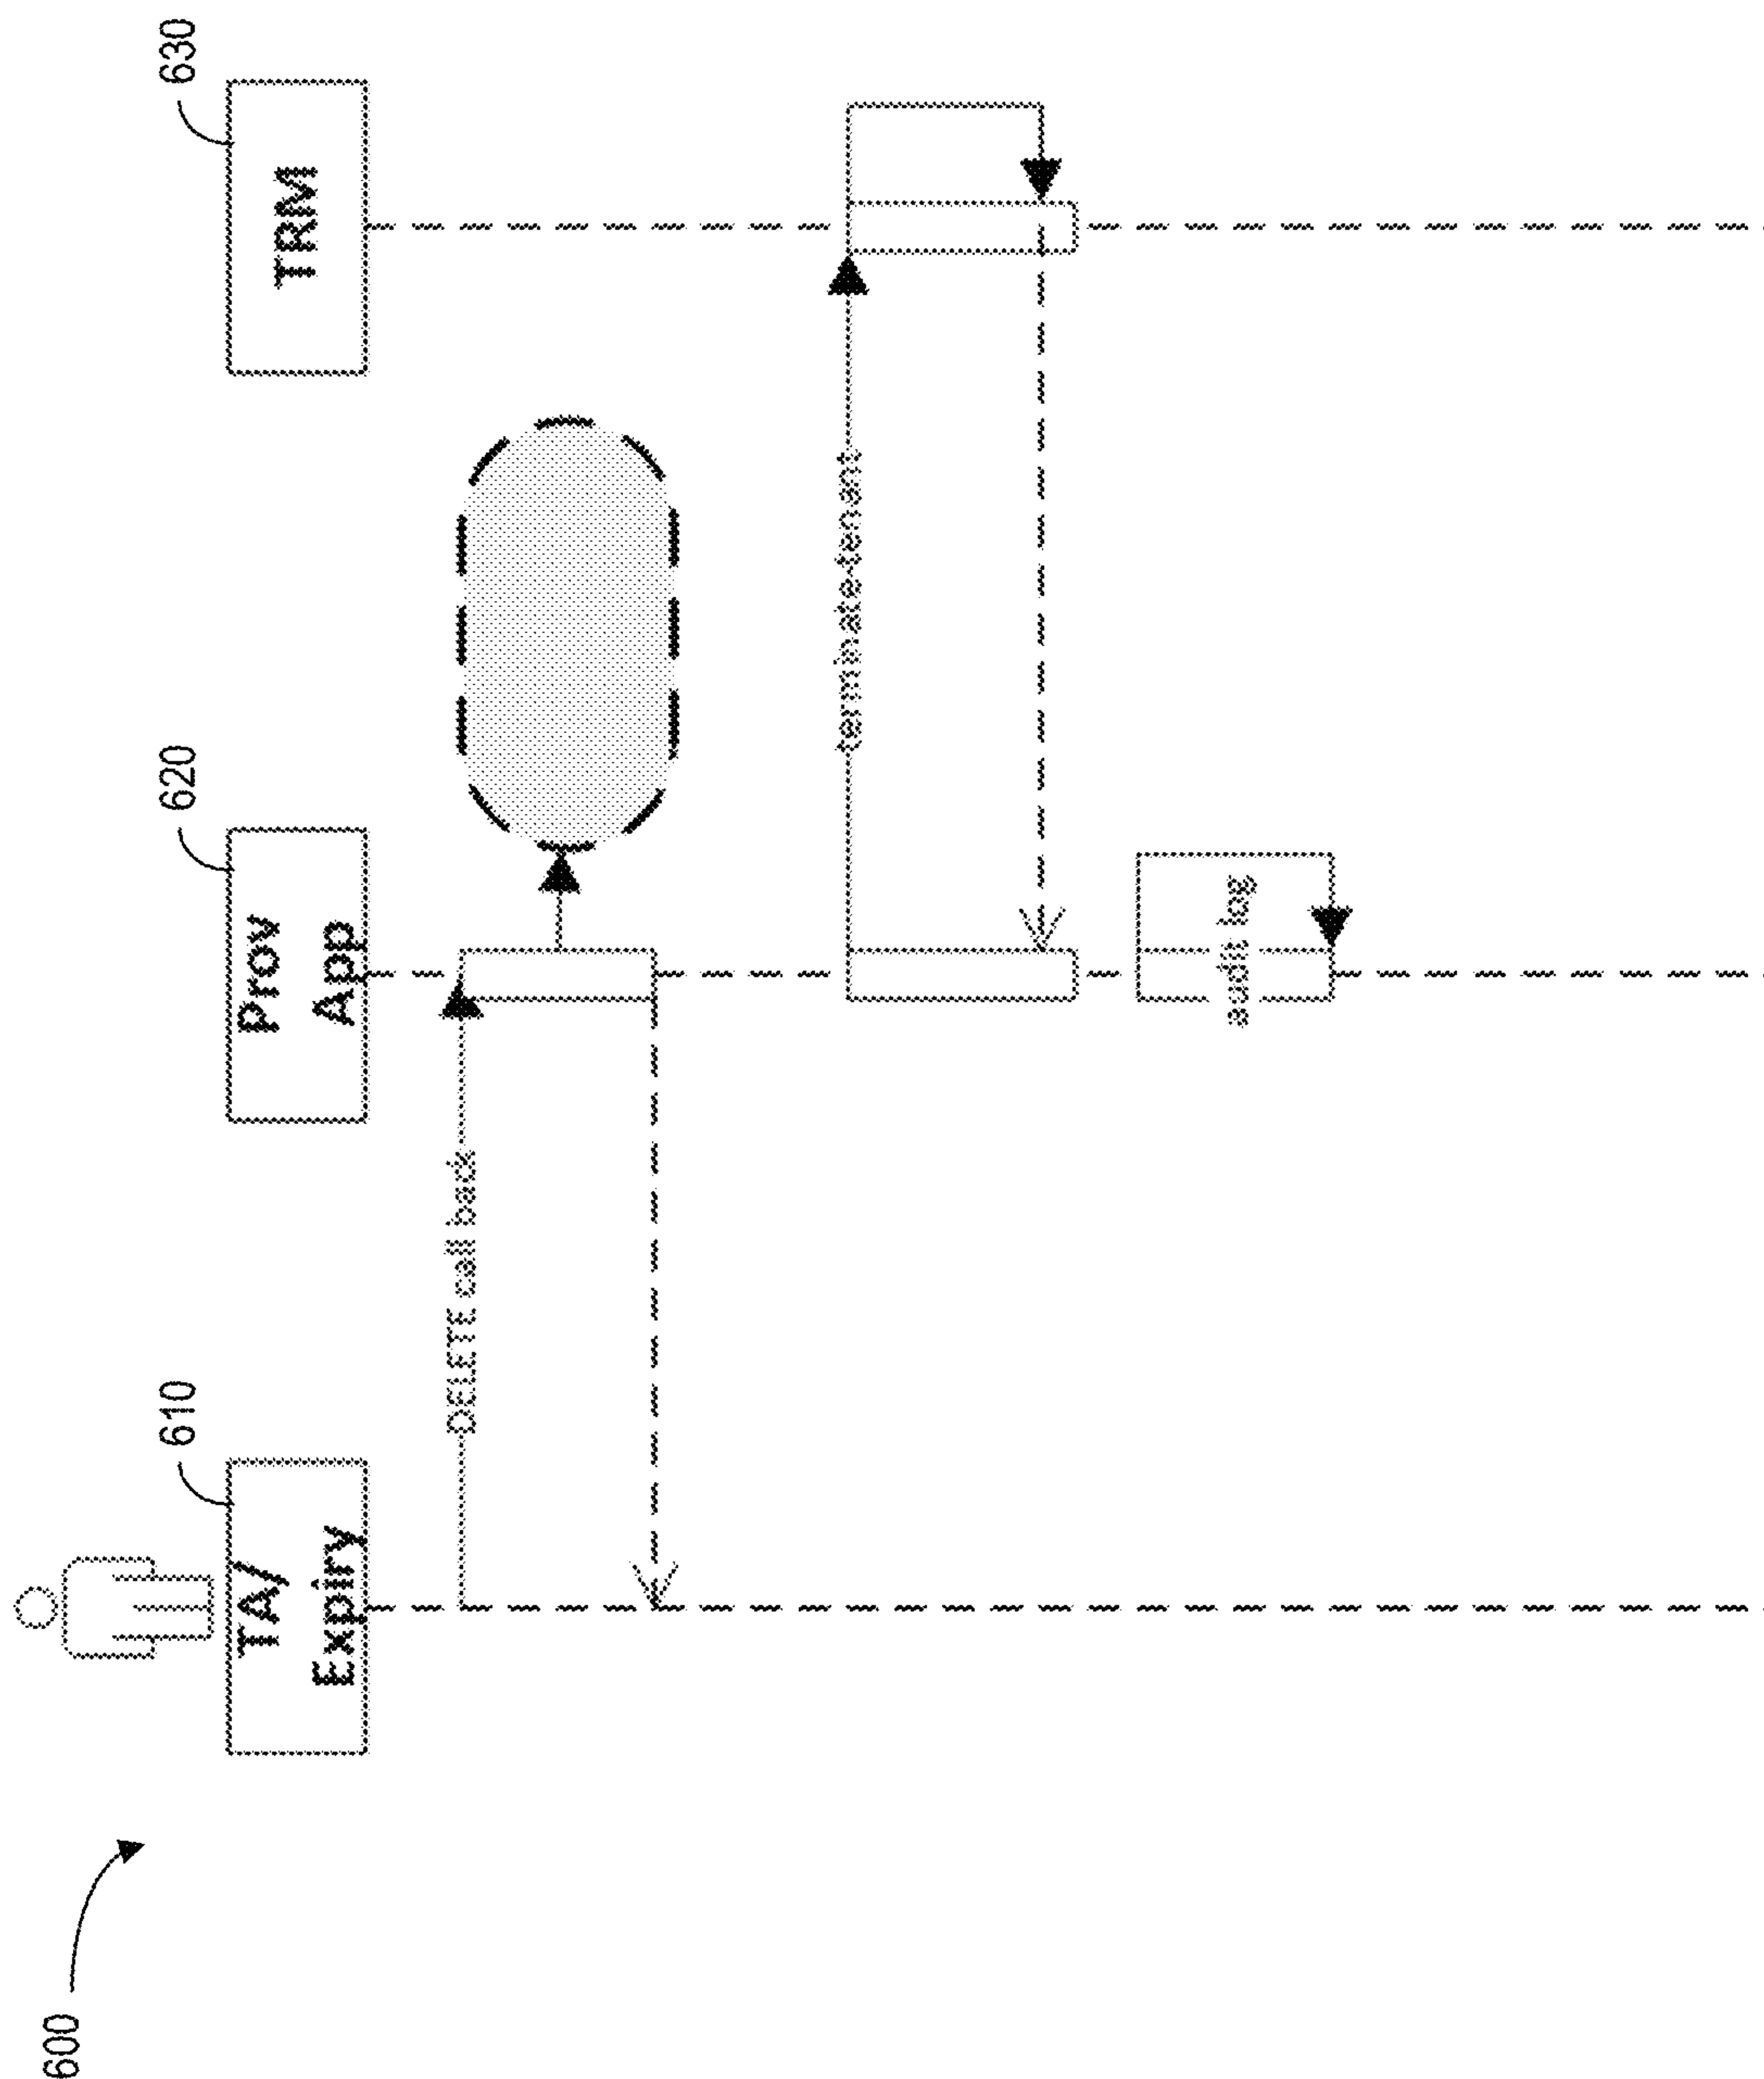 600
610
620
630
TA/
Expiry
Prov
App
TRM
DELETE call back
terminate-tenant
audit log